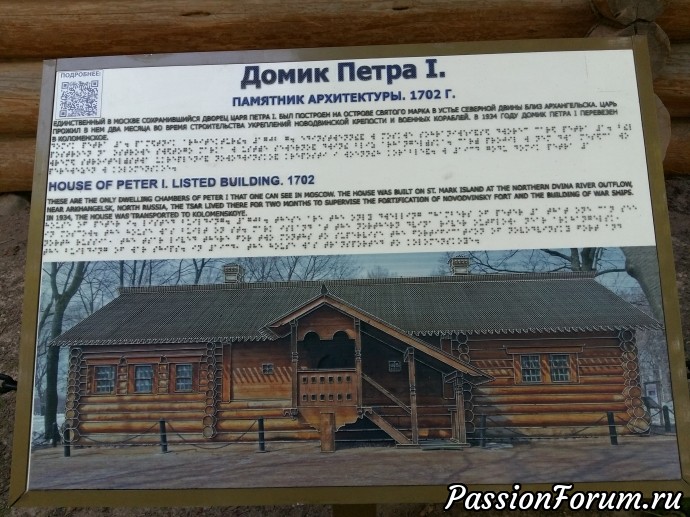 ПОДРОБНЕЕ:
Домик Петра I.
ПАМЯТНИК АРХИТЕКТУРЫ. 1702 Г.
ЕДИНСТВЕННЫЙ В МОСКВЕ СОХРАНИВШИЙСЯ ДВОРЕЦ ЦАРЯ ПЕТРА I. БЫЛ ПОСТРОЕН НА ОСТРОВЕ СВЯТОГО МАРКА В УСТЬЕ СЕВЕРНОЙ ДВИНЫ БЛИЗ АРХАНГЕЛЬСКА. ЦАРЬ
ПРОЖИЛ В НЕМ ДВА МЕСЯЦА ВО ВРЕМЯ СТРОИТЕЛЬСТВА УКРЕПЛЕНИЙ НОВОДВИНСКОЙ КРЕПОСТИ И ВОЕННЫХ КОРАБЛЕЙ. В 1934 ГОДУ ДОМИК ПЕТРА I ПЕРЕВЕЗЕН
В КОЛОМЕНСКОЕ.
HOUSE OF PETER I. LISTED BUILDING. 1702
THESE ARE THE ONLY DWELLING CHAMBERS OF PETER I THAT ONE CAN SEE IN MOSCOW. THE HOUSE WAS BUILT ON ST. MARK ISLAND AT THE NORTHERN DVINA RIVER OUTFLOW,
NEAR ARKHANGELSK, NORTH RUSSIA, THE TSAR LIVED THERE FOR TWO MONTHS TO SUPERVISE THE FORTIFICATION OF NOVODVINSKY FORT AND THE BUILDING OF WAR SHIPS.
IN 1934, THE HOUSE WAS TRANSPORTED TO KOLOMENSKOYE.
PassionForum.ru